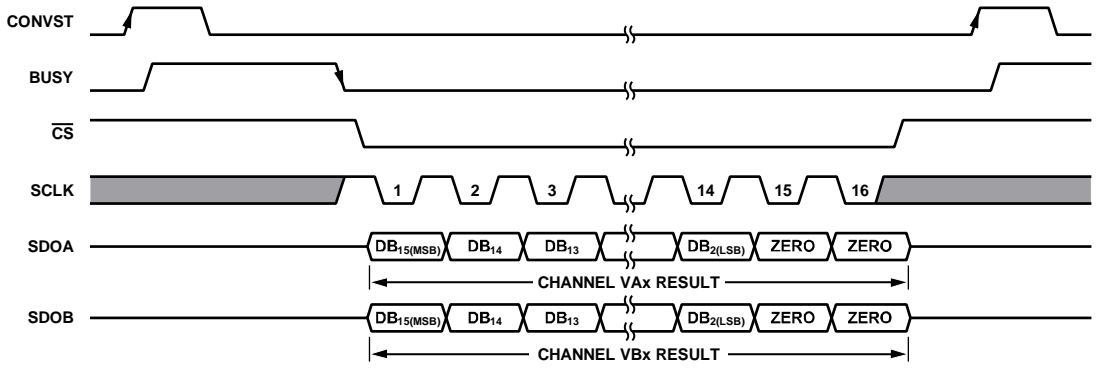 CONVST
BUSY
CS
SCLK 1 2 3 14 15 16
SDOA DB15(MSB) DB14 DB13 DB2(LSB) ZERO ZERO
CHANNEL VAx RESULT
SDOB DB15(MSB) DB14 DB13 DB2(LSB) ZERO ZERO
CHANNEL VBx RESULT